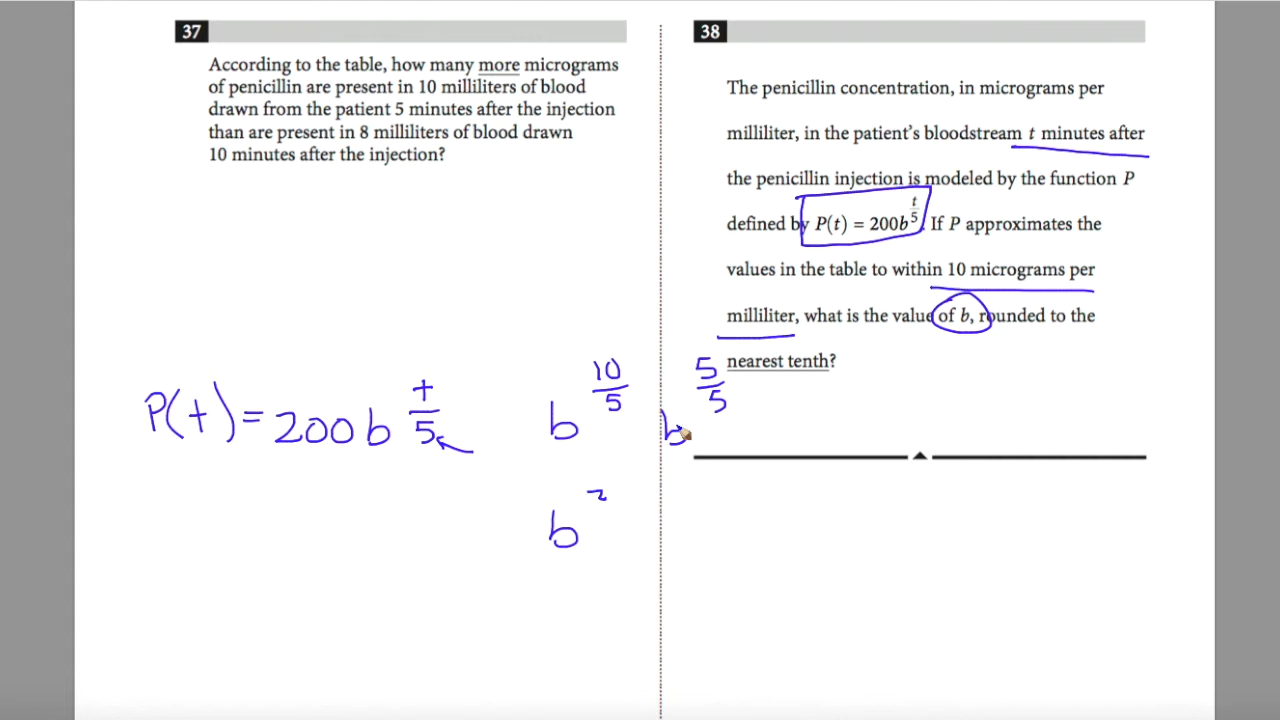 37
According to the table, how many more micrograms
of penicillin are present in 10 milliliters of blood
drawn from the patient 5 minutes after the injection
than are present in 8 milliliters of blood drawn
10 minutes after the injection?
38
The penicillin concentration, in micrograms per
milliliter, in the patient's bloodstream t minutes after
the penicillin injection is modeled by the function P
defined by P(t) = 200b^(t/5). If P approximates the
values in the table to within 10 micrograms per
milliliter, what is the value of b, rounded to the
nearest tenth?
P(t) = 200b^(t/5)
b^(10/5)
b^(5/5)
b^2